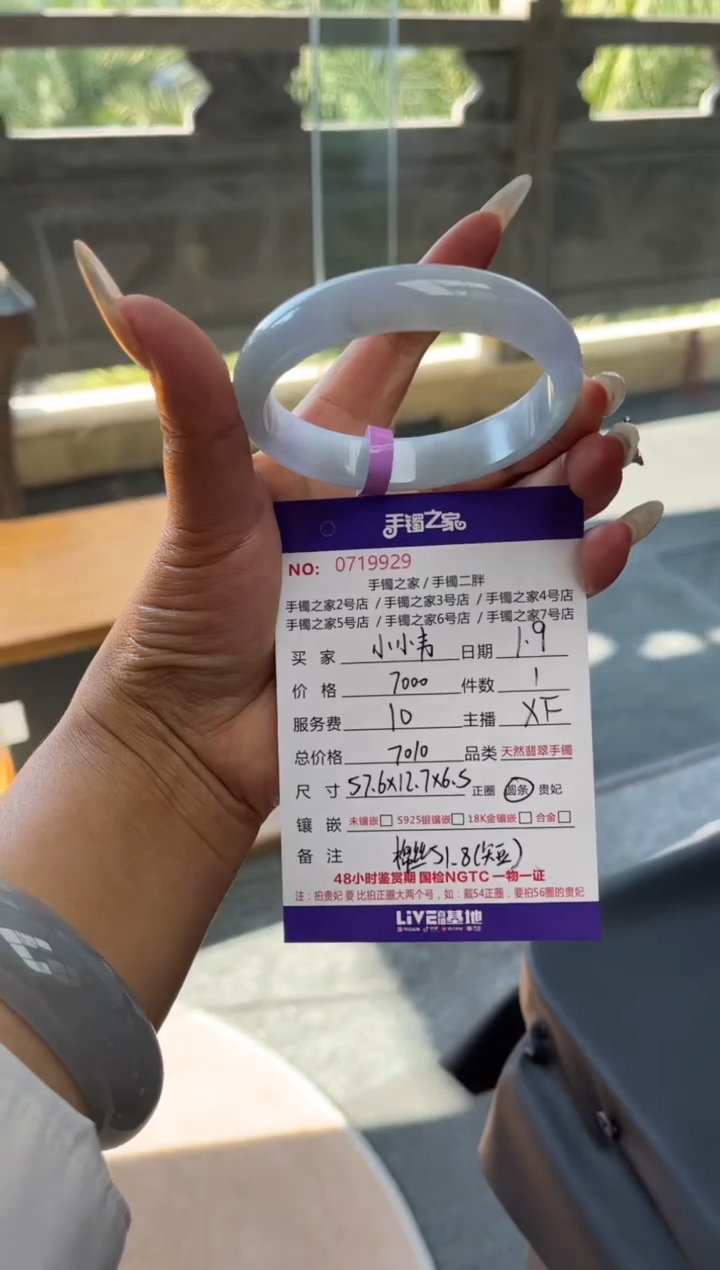 手镯之家
NO: 0719929
手镯之家 / 手镯二胖
手镯之家2号店 / 手镯之家3号店 / 手镯之家4号店
手镯之家5号店 / 手镯之家6号店 / 手镯之家7号店
买家 小小韦 日期 1.9
价格 7000 件数 1
服务费 10 主播 XF
总价格 7010 品类 天然翡翠手镯
尺寸 57.6X12.7X6.5 正圈 圆条 贵妃
镶嵌 未镶嵌 S925银镶嵌 18K金镶嵌 合金
备注 棉丝 51-8
48小时鉴赏期 国检NGTC 一物一证
注：拍贵妃 要 比拍正圈大两个号，如：戴54正圈，要拍56圈的贵妃
LIVE 基地